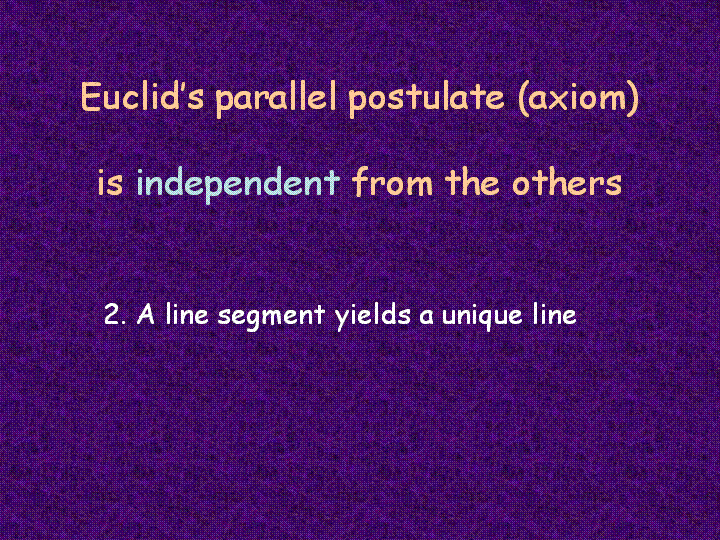 Euclid's parallel postulate (axiom)
is independent from the others
2. A line segment yields a unique line